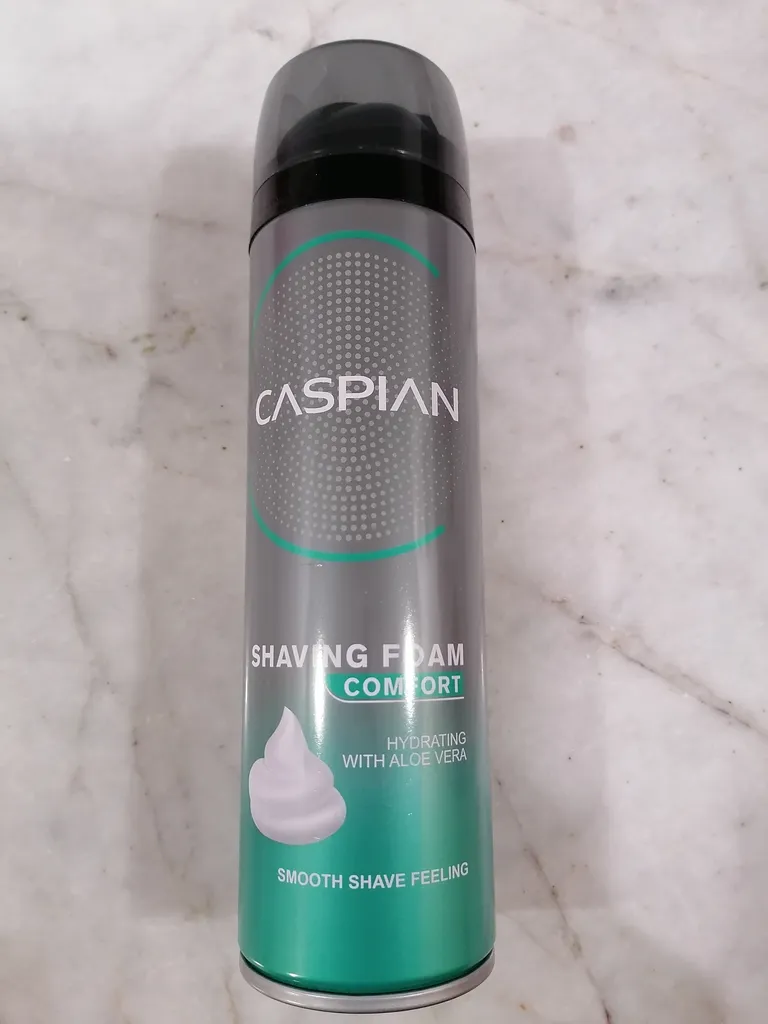 CASPIAN
SHAVING FOAM
COMFORT
HYDRATING
WITH ALOE VERA
SMOOTH SHAVE FEELING